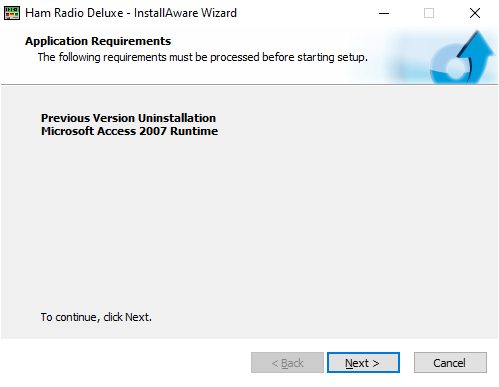 Ham Radio Deluxe - InstallAware Wizard
Application Requirements
The following requirements must be processed before starting setup.
Previous Version Uninstallation
Microsoft Access 2007 Runtime
To continue, click Next.
< Back
Next >
Cancel